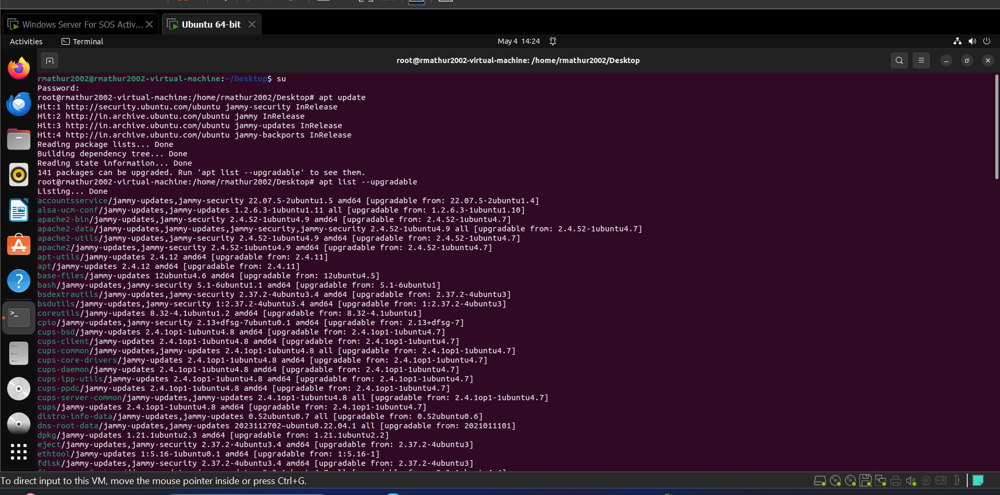 Windows Server For SOS Activ...
Ubuntu 64-bit
Activities
Terminal
May 4 14:24
root@rmathur2002-virtual-machine: /home/rmathur2002/Desktop
rmathur2002@rmathur2002-virtual-machine:~/Desktop$ su
Password:
root@rmathur2002-virtual-machine:/home/rmathur2002/Desktop# apt update
Hit:1 http://security.ubuntu.com/ubuntu jammy-security InRelease
Hit:2 http://in.archive.ubuntu.com/ubuntu jammy InRelease
Hit:3 http://in.archive.ubuntu.com/ubuntu jammy-updates InRelease
Hit:4 http://in.archive.ubuntu.com/ubuntu jammy-backports InRelease
Reading package lists... Done
Building dependency tree... Done
Reading state information... Done
141 packages can be upgraded. Run 'apt list --upgradable' to see them.
root@rmathur2002-virtual-machine:/home/rmathur2002/Desktop# apt list --upgradable
Listing... Done
accountsservice/jammy-updates,jammy-security 22.07.5-2ubuntu1.5 amd64 [upgradable from: 22.07.5-2ubuntu1.4]
alsa-ucm-conf/jammy-updates,jammy-updates 1.2.6.3-1ubuntu1.11 all [upgradable from: 1.2.6.3-1ubuntu1.10]
apache2-bin/jammy-updates,jammy-security 2.4.52-1ubuntu4.9 amd64 [upgradable from: 2.4.52-1ubuntu4.7]
apache2-data/jammy-updates,jammy-updates,jammy-security,jammy-security 2.4.52-1ubuntu4.9 all [upgradable from: 2.4.52-1ubuntu4.7]
apache2-utils/jammy-updates,jammy-security 2.4.52-1ubuntu4.9 amd64 [upgradable from: 2.4.52-1ubuntu4.7]
apache2/jammy-updates,jammy-security 2.4.52-1ubuntu4.9 amd64 [upgradable from: 2.4.52-1ubuntu4.7]
apt-utils/jammy-updates 2.4.12 amd64 [upgradable from: 2.4.11]
apt/jammy-updates 2.4.12 amd64 [upgradable from: 2.4.11]
base-files/jammy-updates 12ubuntu4.6 amd64 [upgradable from: 12ubuntu4.5]
bash/jammy-updates,jammy-security 5.1-6ubuntu1.1 amd64 [upgradable from: 5.1-6ubuntu1]
bsdextrautils/jammy-updates,jammy-security 2.37.2-4ubuntu3.4 amd64 [upgradable from: 2.37.2-4ubuntu3]
bsdutils/jammy-updates,jammy-security 1:2.37.2-4ubuntu3.4 amd64 [upgradable from: 1:2.37.2-4ubuntu3]
coreutils/jammy-updates 8.32-4.1ubuntu1.2 amd64 [upgradable from: 8.32-4.1ubuntu1]
cpio/jammy-updates,jammy-security 2.13+dfsg-7ubuntu0.1 amd64 [upgradable from: 2.13+dfsg-7]
cups-bsd/jammy-updates 2.4.1op1-1ubuntu4.8 amd64 [upgradable from: 2.4.1op1-1ubuntu4.7]
cups-client/jammy-updates 2.4.1op1-1ubuntu4.8 amd64 [upgradable from: 2.4.1op1-1ubuntu4.7]
cups-common/jammy-updates,jammy-updates 2.4.1op1-1ubuntu4.8 all [upgradable from: 2.4.1op1-1ubuntu4.7]
cups-core-drivers/jammy-updates 2.4.1op1-1ubuntu4.8 amd64 [upgradable from: 2.4.1op1-1ubuntu4.7]
cups-daemon/jammy-updates 2.4.1op1-1ubuntu4.8 amd64 [upgradable from: 2.4.1op1-1ubuntu4.7]
cups-ipp-utils/jammy-updates 2.4.1op1-1ubuntu4.8 amd64 [upgradable from: 2.4.1op1-1ubuntu4.7]
cups-ppdc/jammy-updates 2.4.1op1-1ubuntu4.8 amd64 [upgradable from: 2.4.1op1-1ubuntu4.7]
cups-server-common/jammy-updates,jammy-updates 2.4.1op1-1ubuntu4.8 all [upgradable from: 2.4.1op1-1ubuntu4.7]
cups/jammy-updates 2.4.1op1-1ubuntu4.8 amd64 [upgradable from: 2.4.1op1-1ubuntu4.7]
distro-info-data/jammy-updates,jammy-updates 0.52ubuntu0.7 all [upgradable from: 0.52ubuntu0.6]
dns-root-data/jammy-updates,jammy-updates 2023112702~ubuntu0.22.04.1 all [upgradable from: 2021011101]
dpkg/jammy-updates 1.21.1ubuntu2.3 amd64 [upgradable from: 1.21.1ubuntu2.2]
eject/jammy-updates,jammy-security 2.37.2-4ubuntu3.4 amd64 [upgradable from: 2.37.2-4ubuntu3]
ethtool/jammy-updates 1:5.16-1ubuntu0.1 amd64 [upgradable from: 1:5.16-1]
fdisk/jammy-updates,jammy-security 2.37.2-4ubuntu3.4 amd64 [upgradable from: 2.37.2-4ubuntu3]
To direct input to this VM, move the mouse pointer inside or press Ctrl+G.